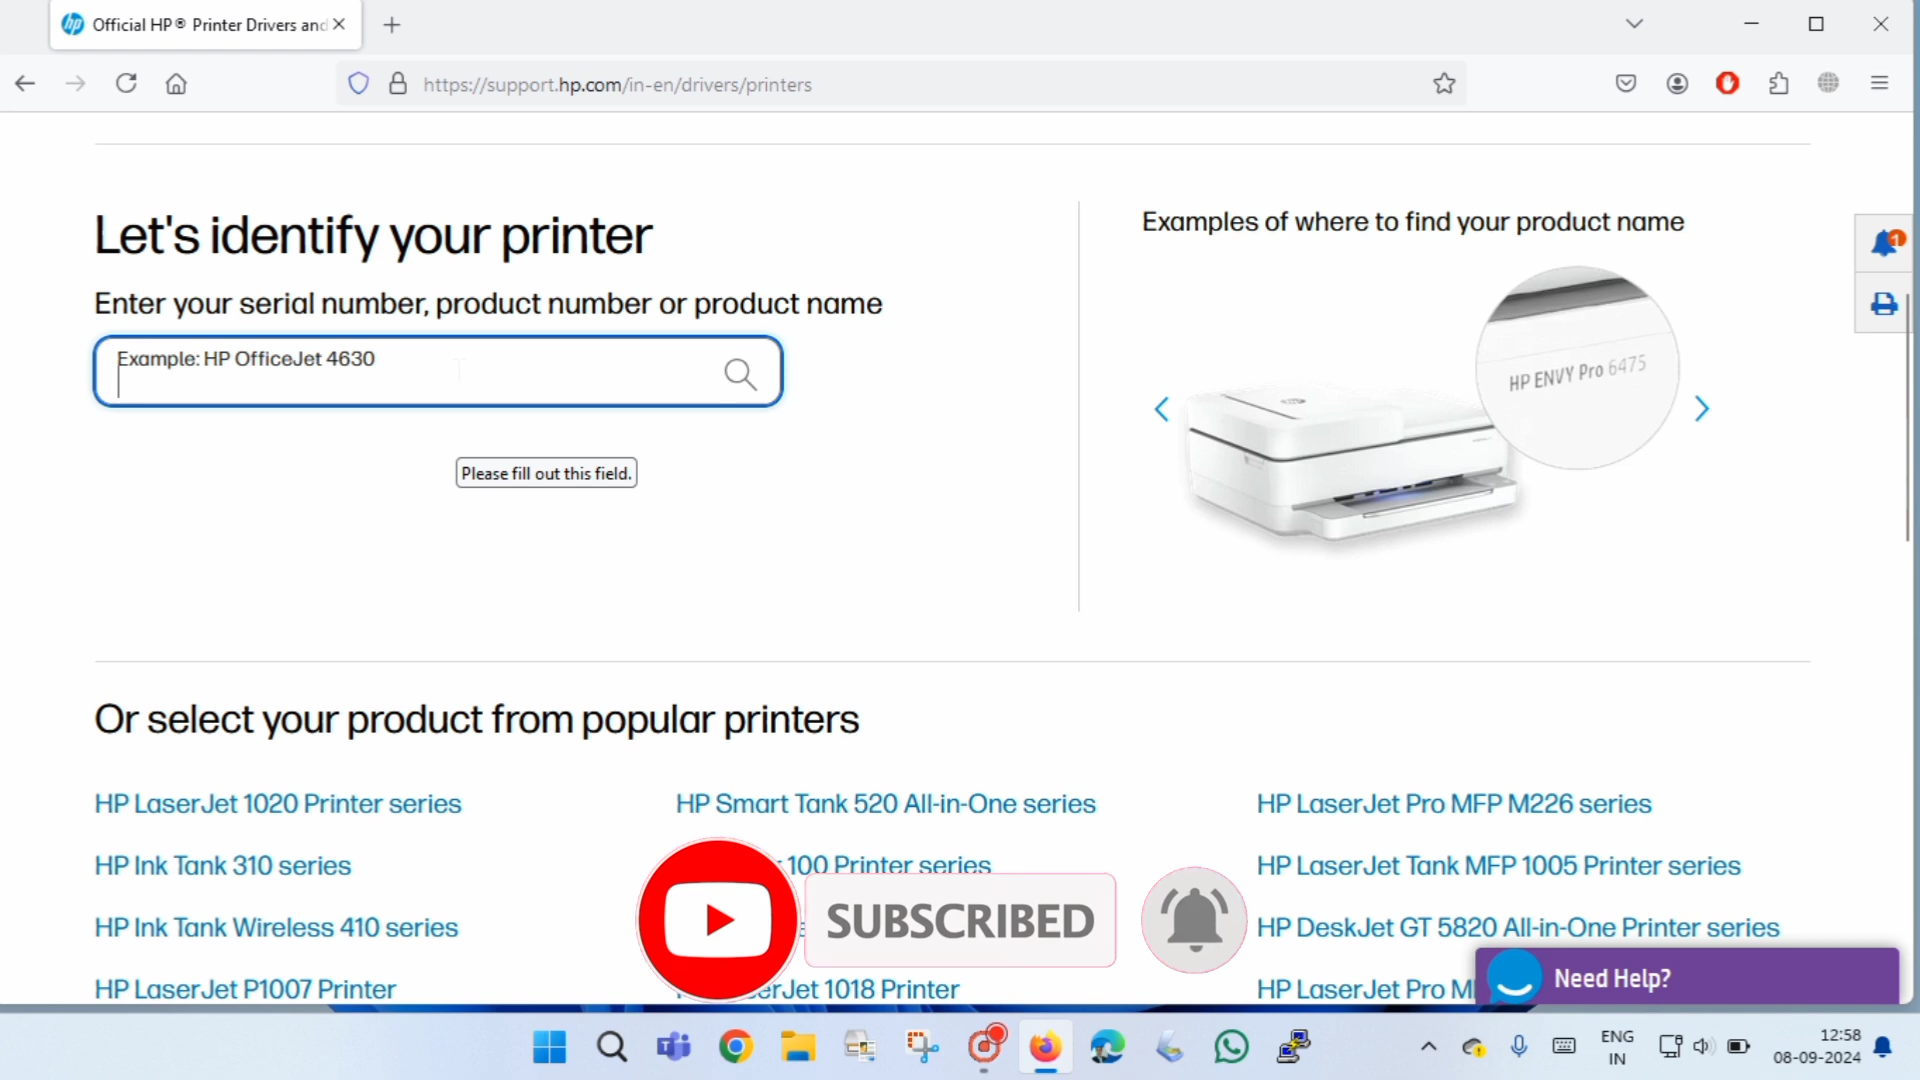 Official HP® Printer Drivers and
https://support.hp.com/in-en/drivers/printers
Let's identify your printer
Enter your serial number, product number or product name
Example: HP OfficeJet 4630
Please fill out this field.
Examples of where to find your product name
HP ENVY Pro 6475
1
Or select your product from popular printers
HP LaserJet 1020 Printer series
HP Smart Tank 520 All-in-One series
HP LaserJet Pro MFP M226 series
HP Ink Tank 310 series
100 Printer series
HP LaserJet Tank MFP 1005 Printer series
HP Ink Tank Wireless 410 series
SUBSCRIBED
HP DeskJet GT 5820 All-in-One Printer series
HP LaserJet P1007 Printer
erJet 1018 Printer
HP LaserJet Pro
Need Help?
ENG
IN
12:58
08-09-2024